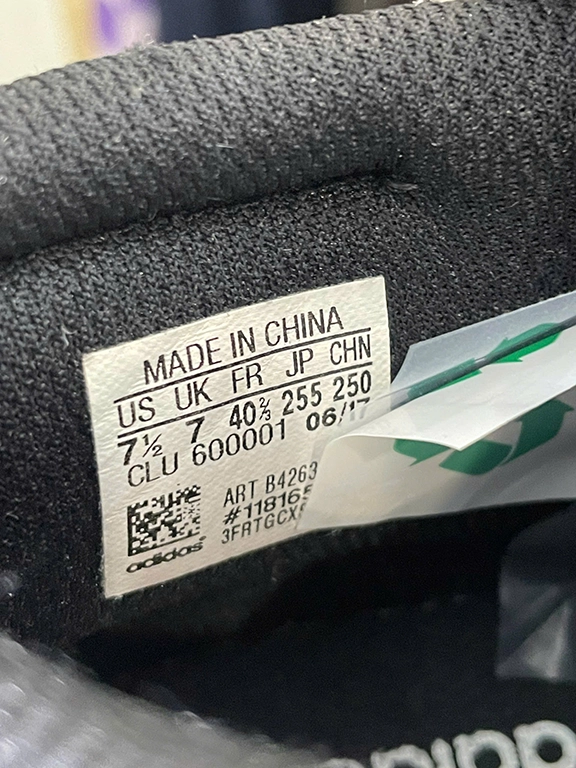 MADE IN CHINA
US UK FR JP CHN
7½ 7 40⅔ 255 250
CLU 600001 06/17
ART B4263
#118165
3FRTGCX
adidas